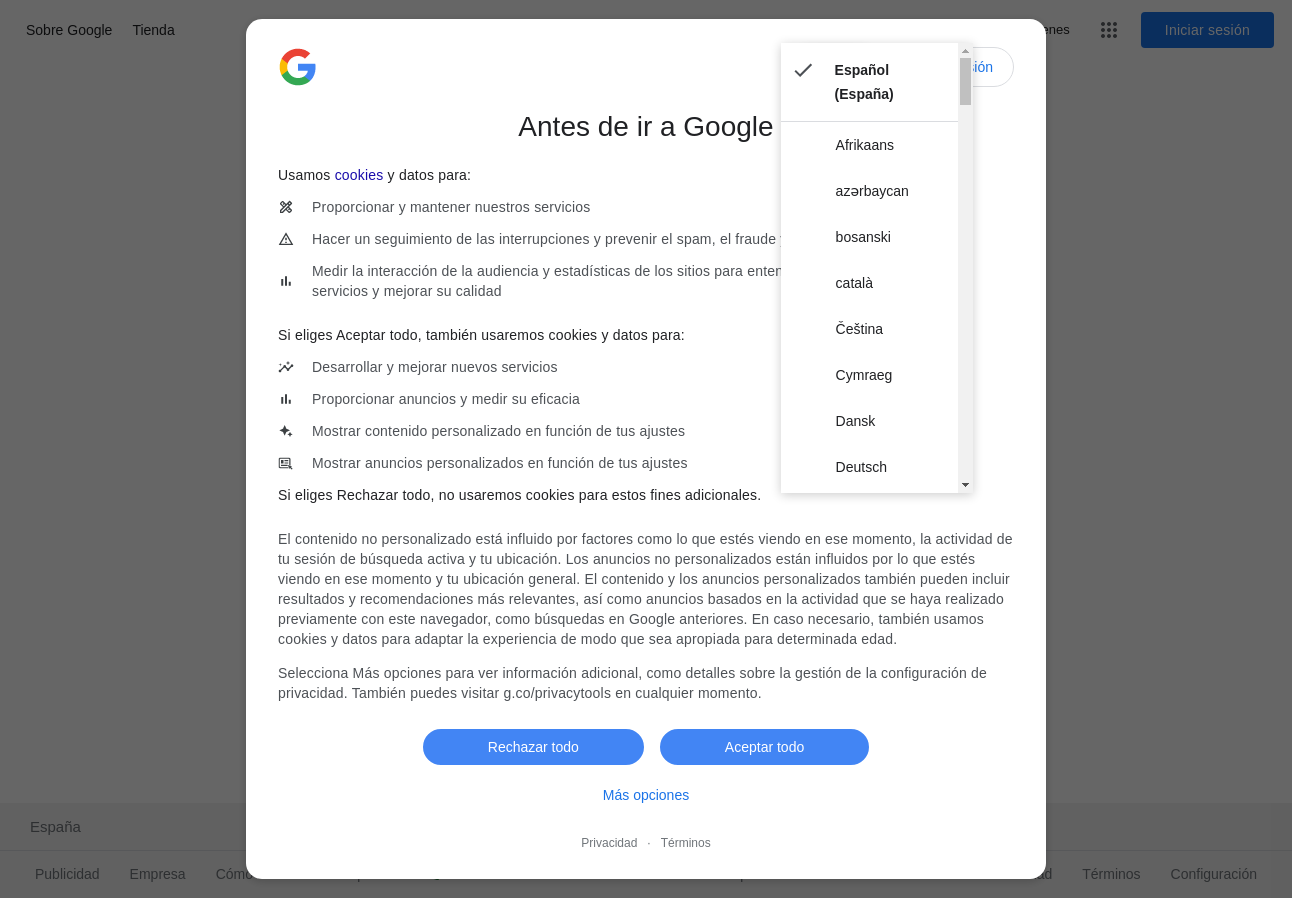 Sobre Google Tienda
Iniciar sesión
Español
(España)
Afrikaans
azərbaycan
bosanski
català
Čeština
Cymraeg
Dansk
Deutsch
Antes de ir a Google
Usamos cookies y datos para:
Proporcionar y mantener nuestros servicios
Hacer un seguimiento de las interrupciones y prevenir el spam, el fraude
Medir la interacción de la audiencia y estadísticas de los sitios para
servicios y mejorar su calidad
Si eliges Aceptar todo, también usaremos cookies y datos para:
Desarrollar y mejorar nuevos servicios
Proporcionar anuncios y medir su eficacia
Mostrar contenido personalizado en función de tus ajustes
Mostrar anuncios personalizados en función de tus ajustes
Si eliges Rechazar todo, no usaremos cookies para estos fines adicionales.
El contenido no personalizado está influido por factores como lo que estés viendo en ese momento, la actividad de
tu sesión de búsqueda activa y tu ubicación. Los anuncios no personalizados están influidos por lo que estés
viendo en ese momento y tu ubicación general. El contenido y los anuncios personalizados también pueden incluir
resultados y recomendaciones más relevantes, así como anuncios basados en la actividad que se haya realizado
previamente con este navegador, como búsquedas en Google anteriores. En caso necesario, también usamos
cookies y datos para adaptar la experiencia de modo que sea apropiada para determinada edad.
Selecciona Más opciones para ver información adicional, como detalles sobre la gestión de la configuración de
privacidad. También puedes visitar g.co/privacytools en cualquier momento.
Rechazar todo Aceptar todo
Más opciones
Privacidad · Términos
España
Publicidad Empresa Cómo Términos Configuración